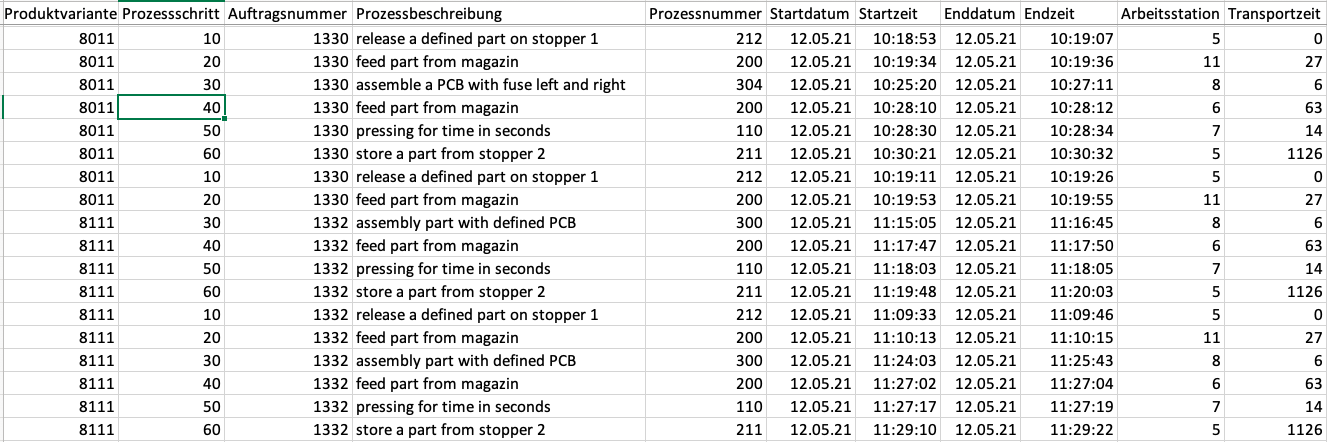 Produktvariante Prozessschritt Auftragsnummer Prozessbeschreibung Prozessnummer Startdatum Startzeit Enddatum Endzeit Arbeitsstation Transportzeit
8011 10 1330 release a defined part on stopper 1 212 12.05.21 10:18:53 12.05.21 10:19:07 5 0
8011 20 1330 feed part from magazin 200 12.05.21 10:19:34 12.05.21 10:19:36 11 27
8011 30 1330 assemble a PCB with fuse left and right 304 12.05.21 10:25:20 12.05.21 10:27:11 8 6
8011 40 1330 feed part from magazin 200 12.05.21 10:28:10 12.05.21 10:28:12 6 63
8011 50 1330 pressing for time in seconds 110 12.05.21 10:28:30 12.05.21 10:28:34 7 14
8011 60 1330 store a part from stopper 2 211 12.05.21 10:30:21 12.05.21 10:30:32 5 1126
8011 10 1330 release a defined part on stopper 1 212 12.05.21 10:19:11 12.05.21 10:19:26 5 0
8011 20 1330 feed part from magazin 200 12.05.21 10:19:53 12.05.21 10:19:55 11 27
8111 30 1332 assembly part with defined PCB 300 12.05.21 11:15:05 12.05.21 11:16:45 8 6
8111 40 1332 feed part from magazin 200 12.05.21 11:17:47 12.05.21 11:17:50 6 63
8111 50 1332 pressing for time in seconds 110 12.05.21 11:18:03 12.05.21 11:18:05 7 14
8111 60 1332 store a part from stopper 2 211 12.05.21 11:19:48 12.05.21 11:20:03 5 1126
8111 10 1332 release a defined part on stopper 1 212 12.05.21 11:09:33 12.05.21 11:09:46 5 0
8111 20 1332 feed part from magazin 200 12.05.21 11:10:13 12.05.21 11:10:15 11 27
8111 30 1332 assembly part with defined PCB 300 12.05.21 11:24:03 12.05.21 11:25:43 8 6
8111 40 1332 feed part from magazin 200 12.05.21 11:27:02 12.05.21 11:27:04 6 63
8111 50 1332 pressing for time in seconds 110 12.05.21 11:27:17 12.05.21 11:27:19 7 14
8111 60 1332 store a part from stopper 2 211 12.05.21 11:29:10 12.05.21 11:29:22 5 1126